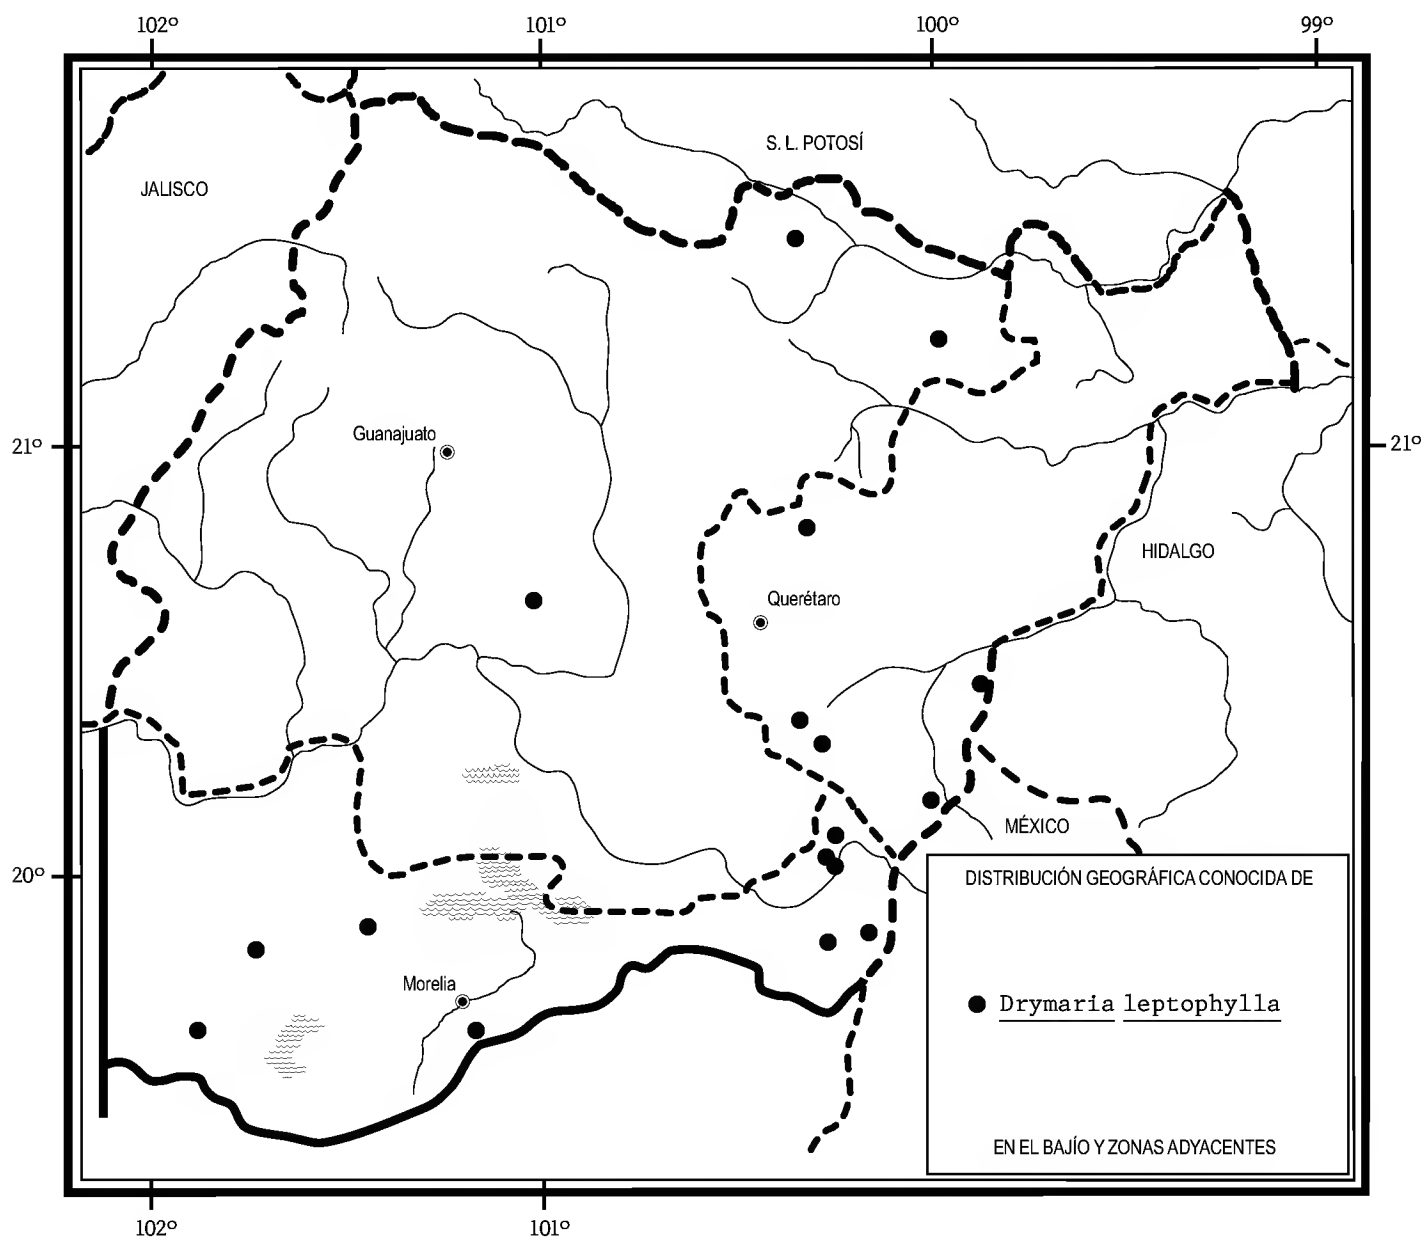 102º 101º 100º 99º
S. L. POTOSÍ
JALISCO
Guanajuato
21º 21º
HIDALGO
Querétaro
MÉXICO
20º
DISTRIBUCIÓN GEOGRÁFICA CONOCIDA DE
Morelia
Drymaria leptophylla
EN EL BAJÍO Y ZONAS ADYACENTES
102º 101º